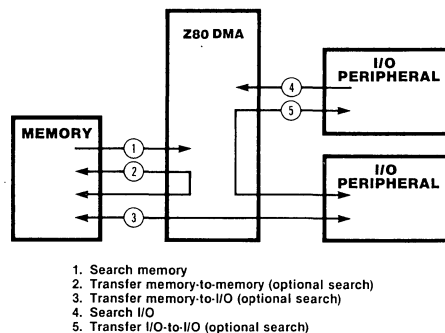 Z80 DMA
I/O
PERIPHERAL
4
5
MEMORY
1
2
I/O
PERIPHERAL
3
1. Search memory
2. Transfer memory-to-memory (optional search)
3. Transfer memory-to-I/O (optional search)
4. Search I/O
5. Transfer I/O-to-I/O (optional search)